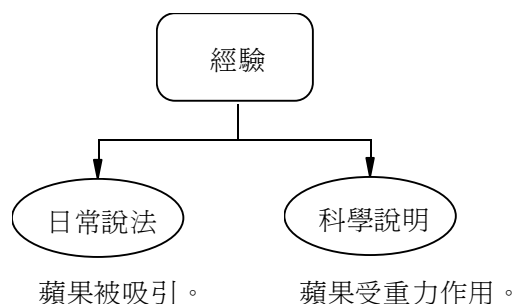 經驗
日常說法
科學說明
蘋果被吸引。
蘋果受重力作用。